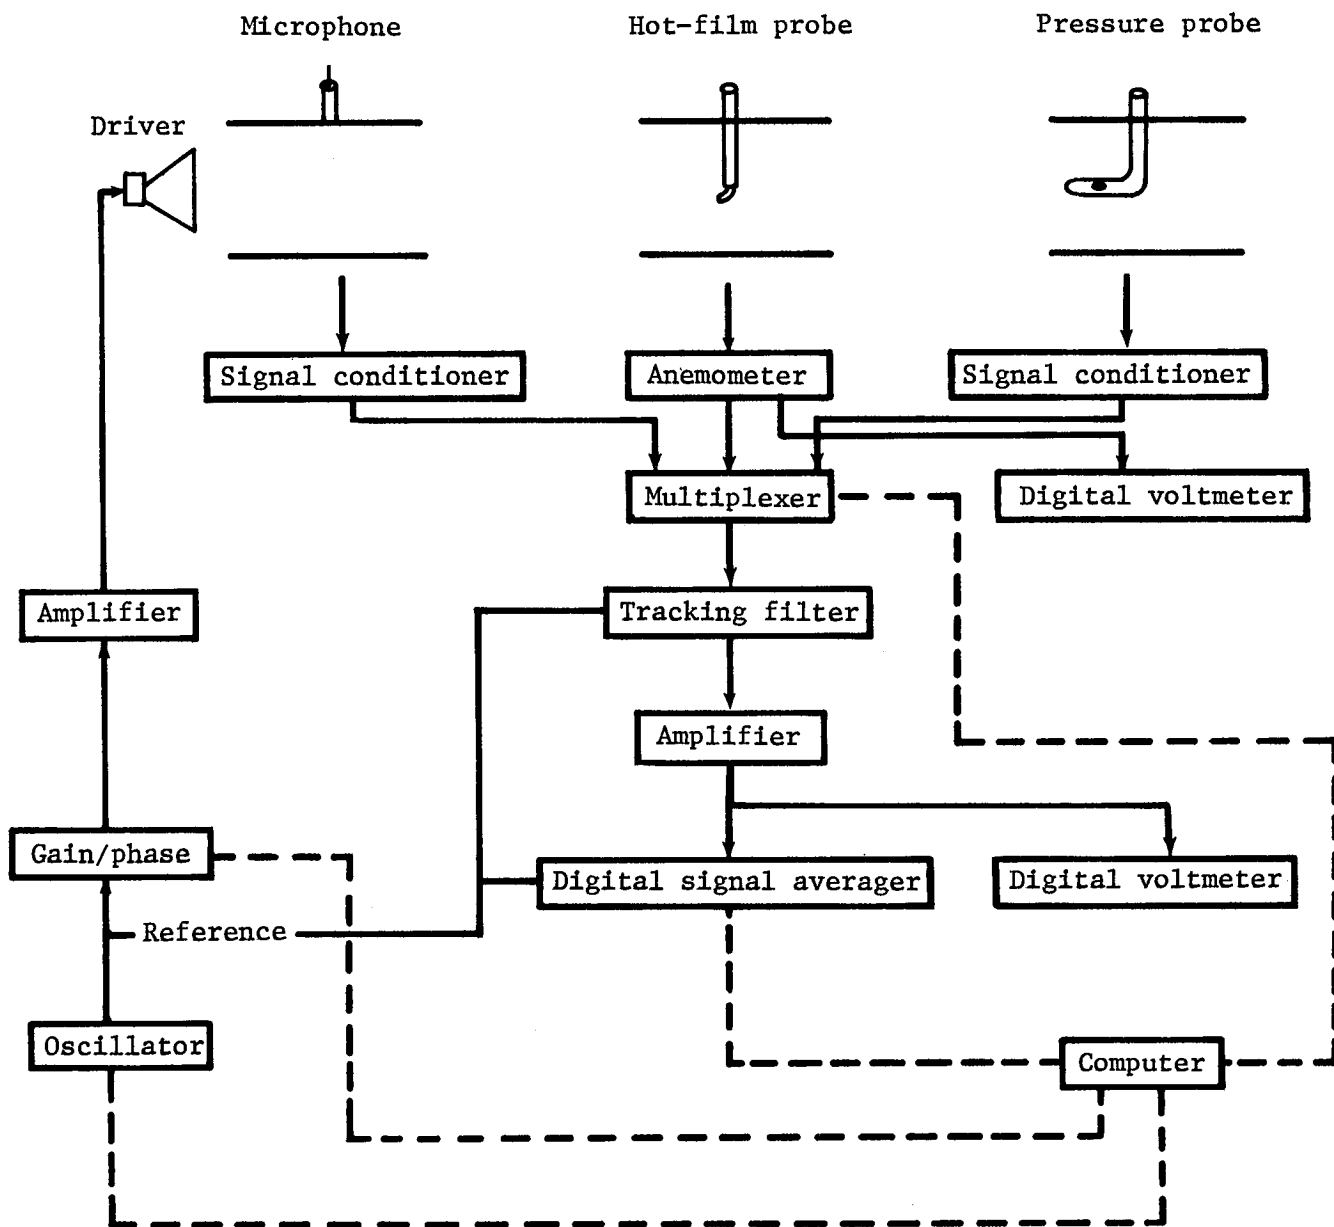 Microphone
Hot-film probe
Pressure probe
Driver
Signal conditioner
Anemometer
Signal conditioner
Multiplexer
Digital voltmeter
Amplifier
Tracking filter
Amplifier
Gain/phase
Digital signal averager
Digital voltmeter
Reference
Oscillator
Computer